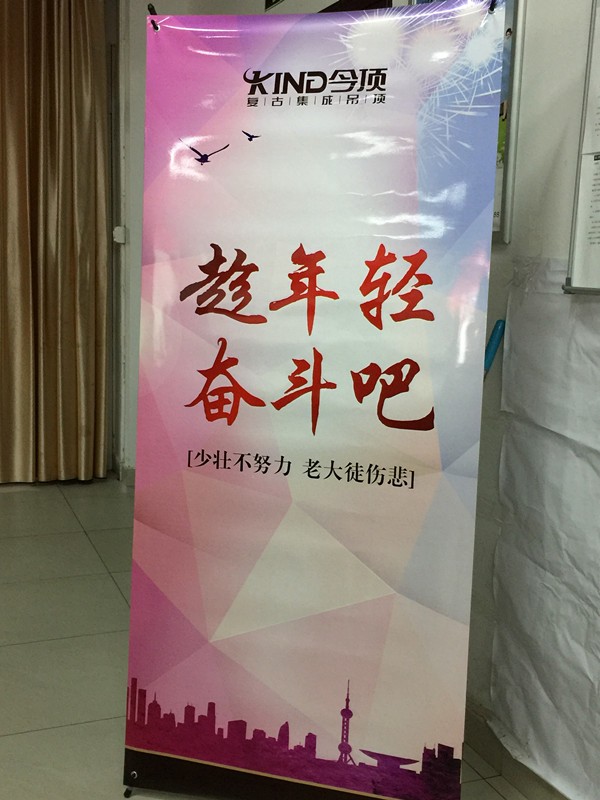 KIND今顶
复古集成吊顶
趁年轻
奋斗吧
[少壮不努力 老大徒伤悲]